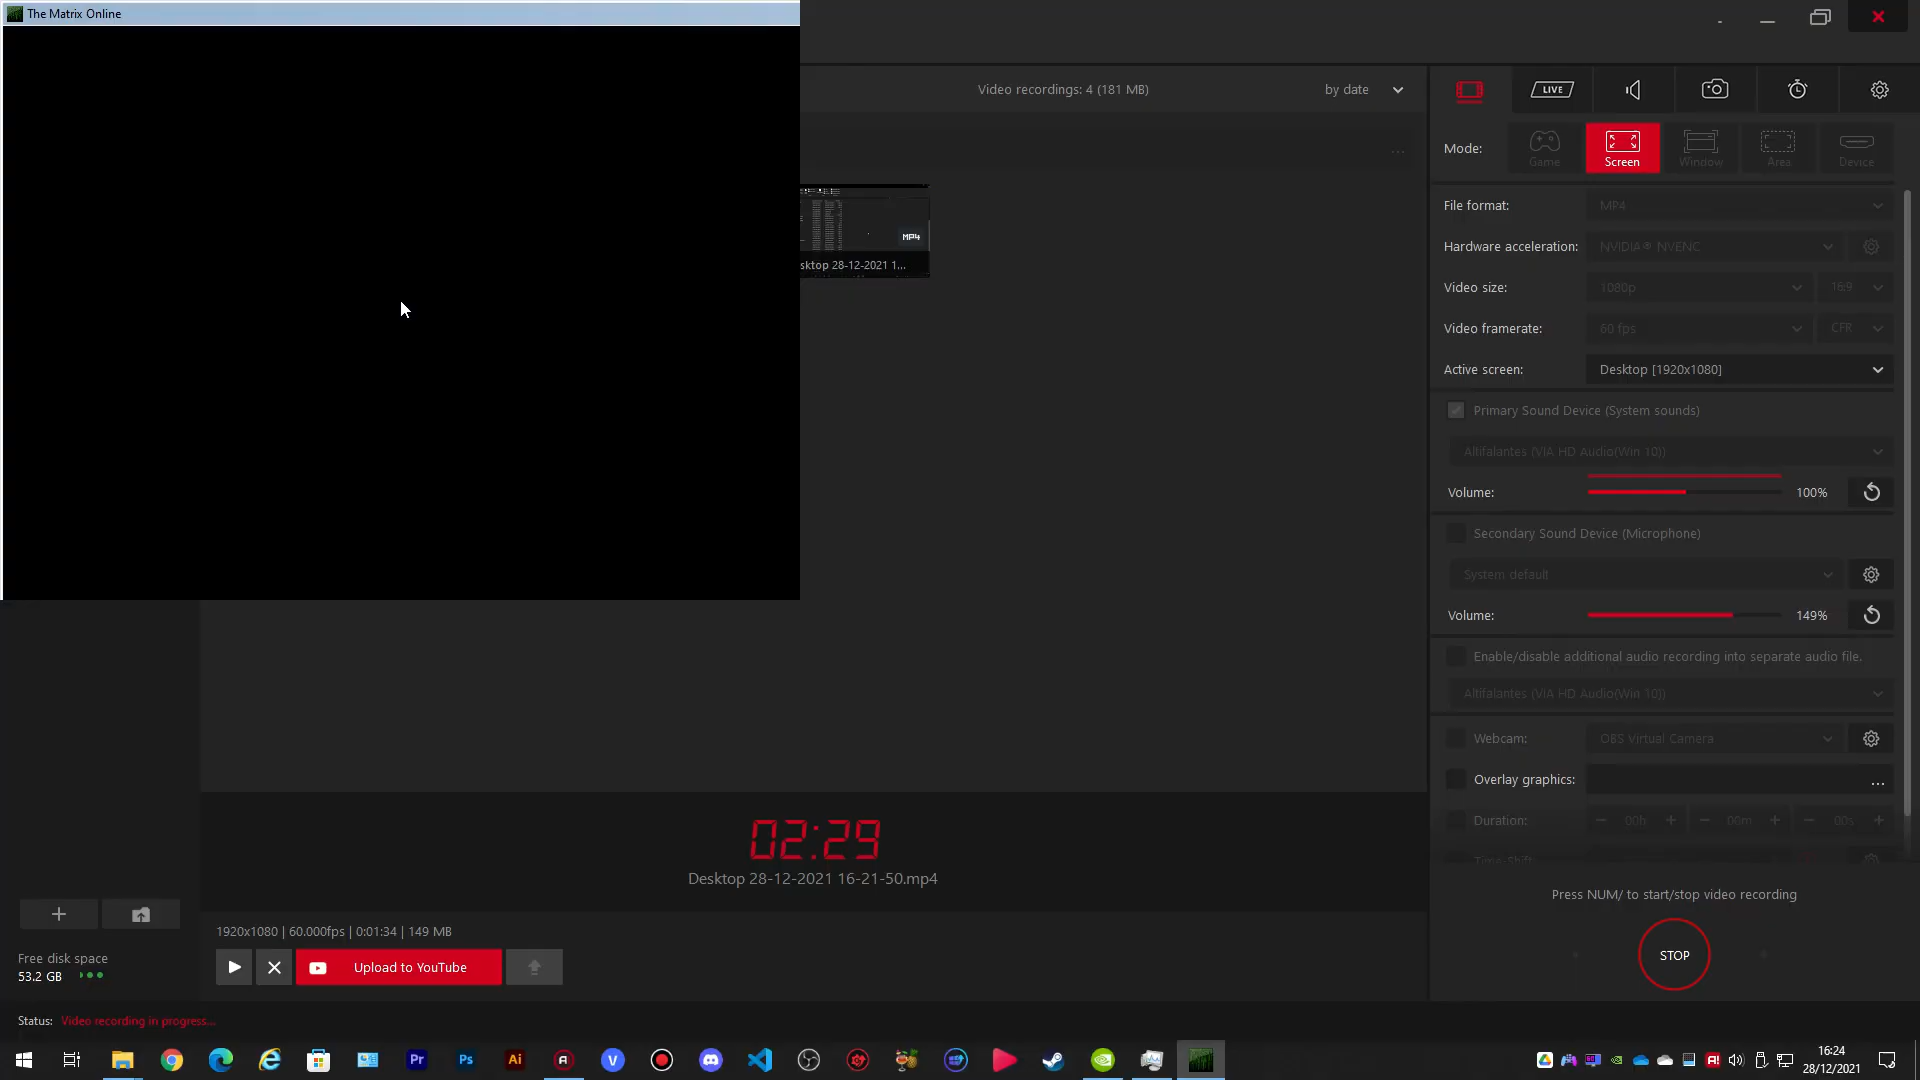 The Matrix Online
Video recordings: 4 (181 MB)
by date
...
LIVE
Mode:
Game
Screen
Window
Area
Device
File format:
MP4
Hardware acceleration:
NVIDIA® NVENC
Video size:
1080p
16:9
Video framerate:
60 fps
CFR
Active screen:
Desktop [1920x1080]
Primary Sound Device (System sounds)
Altifalantes (VIA HD Audio(Win 10))
Volume:
100%
Secondary Sound Device (Microphone)
System default
Volume:
149%
Enable/disable additional audio recording into separate audio file.
Altifalantes (VIA HD Audio(Win 10))
Webcam:
OBS Virtual Camera
Overlay graphics:
...
Duration:
00h
00m
00s
Time-Shift
MP4
sktop 28-12-2021 1...
02:29
Desktop 28-12-2021 16-21-50.mp4
1920x1080 | 60.000fps | 0:01:34 | 149 MB
Upload to YouTube
Press NUM/ to start/stop video recording
STOP
Free disk space
53.2 GB
Status: Video recording in progress...
Pr
Ps
Ai
V
16:24
28/12/2021